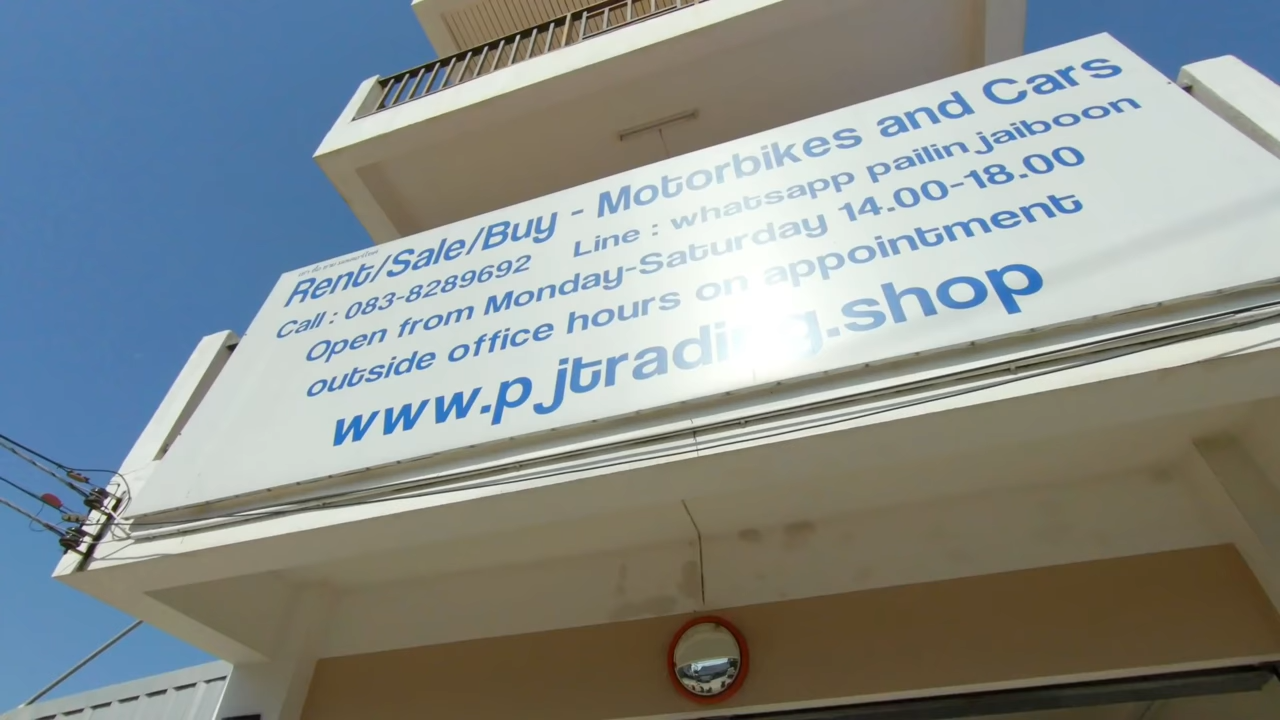 Rent/Sale/Buy - Motorbikes and Cars
Call : 083-8289692 Line : whatsapp pailin jaiboon
Open from Monday-Saturday 14.00-18.00
outside office hours on appointment
www.pjtrading.shop